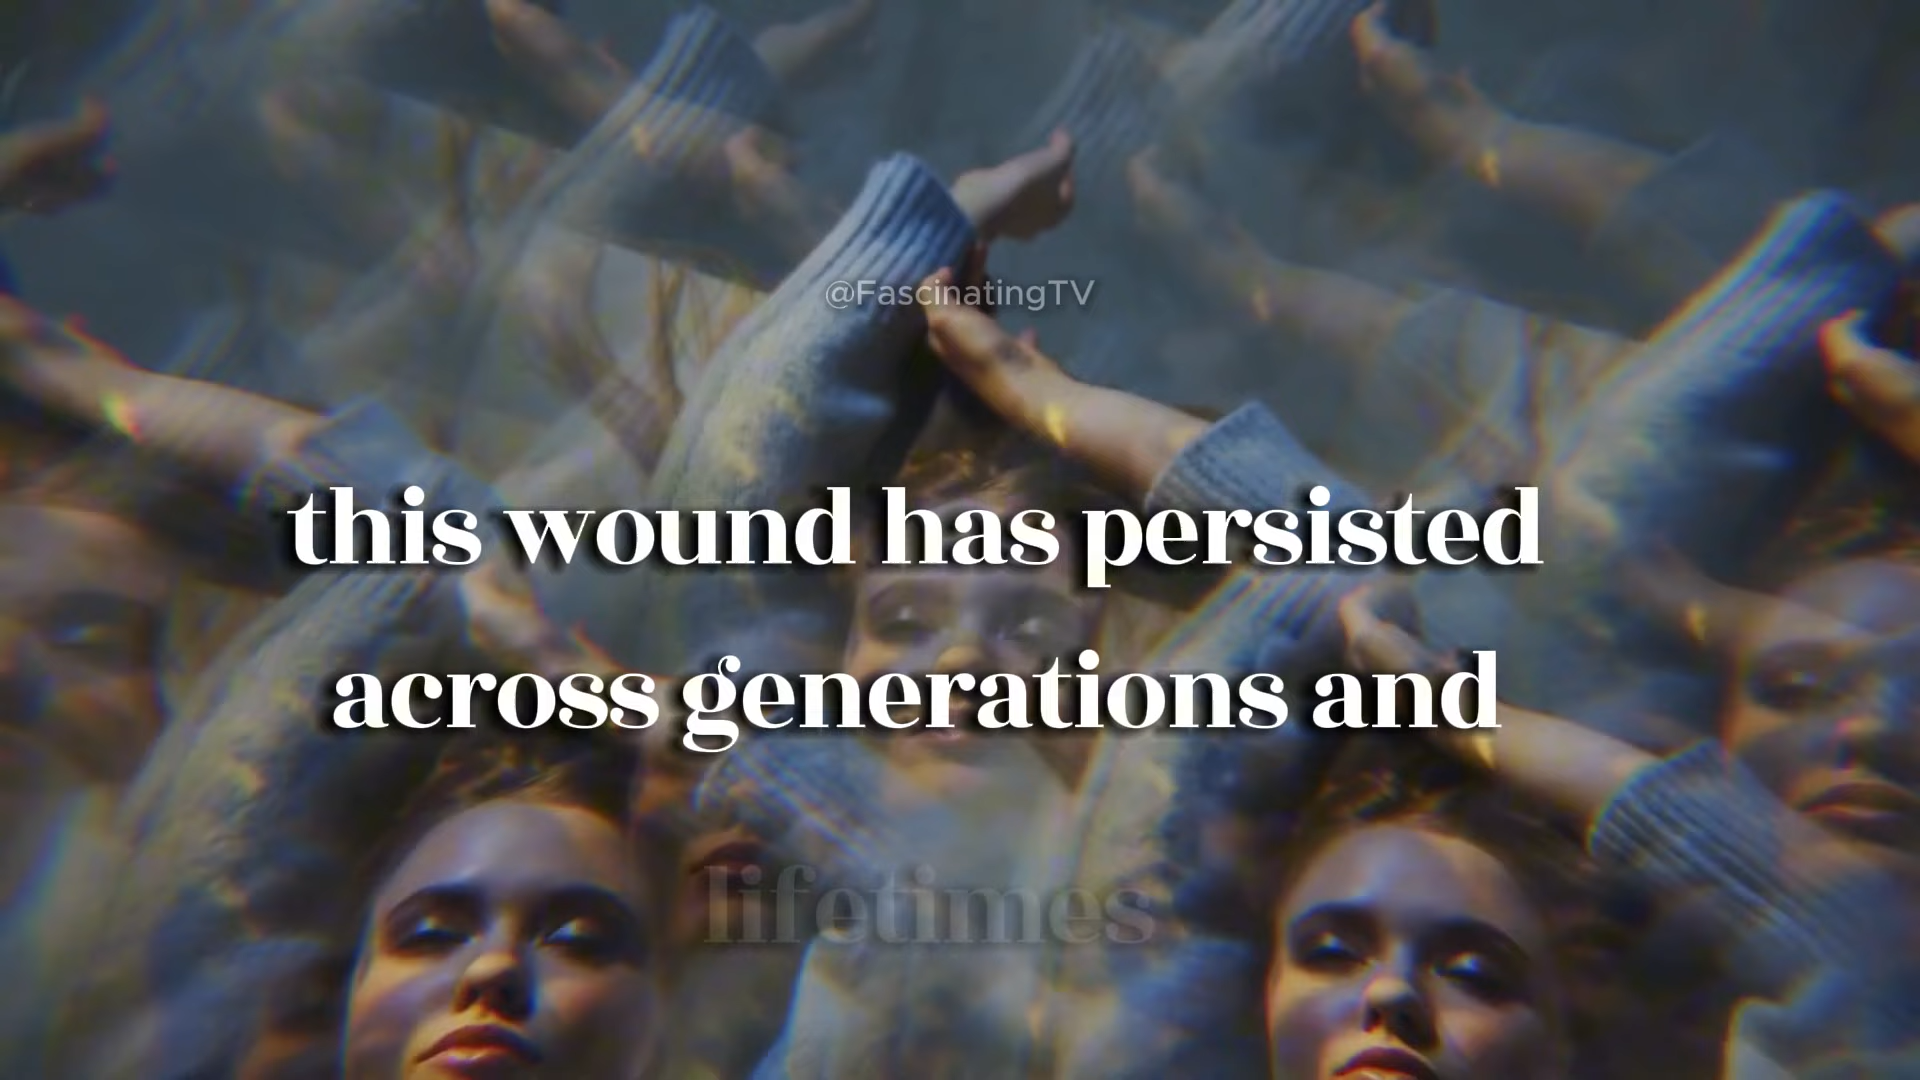 @FascinatingTV
this wound has persisted
across generations and
lifetimes